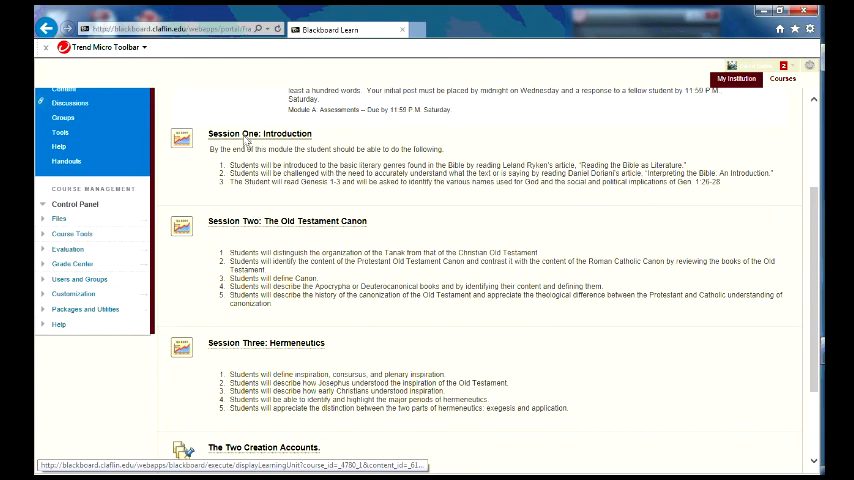 http://blackboard.claflin.edu/webapps/portal/fra
Blackboard Learn
x Trend Micro Toolbar
2
My Institution Courses
Content
Discussions
Groups
Tools
Help
Handouts
COURSE MANAGEMENT
Control Panel
Files
Course Tools
Evaluation
Grade Center
Users and Groups
Customization
Packages and Utilities
Help
least a hundred words. Your initial post must be placed by midnight on Wednesday and a response to a fellow student by 11:59 P.M.
Saturday.
Module A: Assessments -- Due by 11:59 P.M. Saturday.
Session One: Introduction
By the end of this module the student should be able to do the following.
1. Students will be introduced to the basic literary genres found in the Bible by reading Leland Ryken's article, "Reading the Bible as Literature."
2. Students will be challenged with the need to accurately understand what the text or is saying by reading Daniel Doriani's article, "Interpreting the Bible: An Introduction."
3 The Student will read Genesis 1-3 and will be asked to identify the various names used for God and the social and political implications of Gen. 1:26-28
Session Two: The Old Testament Canon
1 Students will distinguish the organization of the Tanak from that of the Christian Old Testament
2. Students will identify the content of the Protestant Old Testament Canon and contrast it with the content of the Roman Catholic Canon by reviewing the books of the Old
Testament.
3. Students will define Canon.
4. Students will describe the Apocrypha or Deuterocanonical books and by identifying their content and defining them.
5. Students will describe the history of the canonization of the Old Testament and appreciate the theological difference between the Protestant and Catholic understanding of
canonization
Session Three: Hermeneutics
1. Students will define inspiration, consursus, and plenary inspiration.
2. Students will describe how Josephus understood the inspiration of the Old Testament.
3. Students will describe how early Christians understood inspiration.
4. Students will be able to identify and highlight the major periods of hermeneutics.
5. Students will appreciate the distinction between the two parts of hermeneutics: exegesis and application.
The Two Creation Accounts.
http://blackboard.claflin.edu/webapps/blackboard/execute/displayLearningUnit?course_id=_4780_1&content_id=_61...